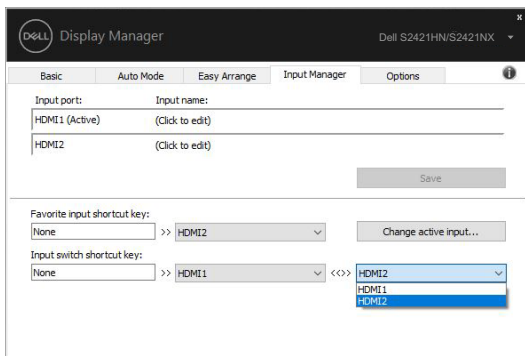 x
DELL Display Manager Dell S2421HN/S2421NX
Basic Auto Mode Easy Arrange Input Manager Options
Input port: Input name:
HDMI1 (Active) (Click to edit)
HDMI2 (Click to edit)
Save
Favorite input shortcut key:
None >> HDMI2 Change active input...
Input switch shortcut key:
None >> HDMI1 <<>> HDMI2
HDMI1
HDMI2